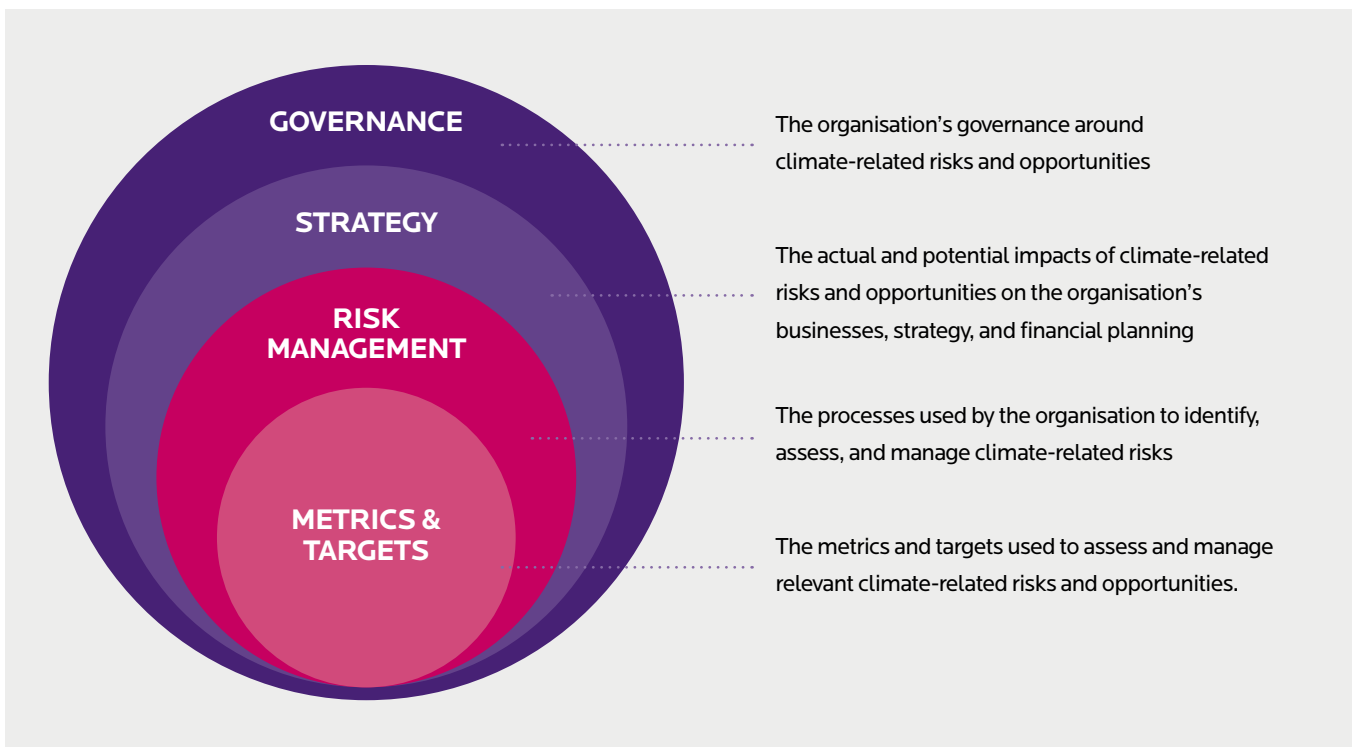 GOVERNANCE
The organisation’s governance around
climate-related risks and opportunities
STRATEGY
The actual and potential impacts of climate-related
risks and opportunities on the organisation’s
businesses, strategy, and financial planning
RISK
MANAGEMENT
The processes used by the organisation to identify,
assess, and manage climate-related risks
METRICS &
TARGETS
The metrics and targets used to assess and manage
relevant climate-related risks and opportunities.